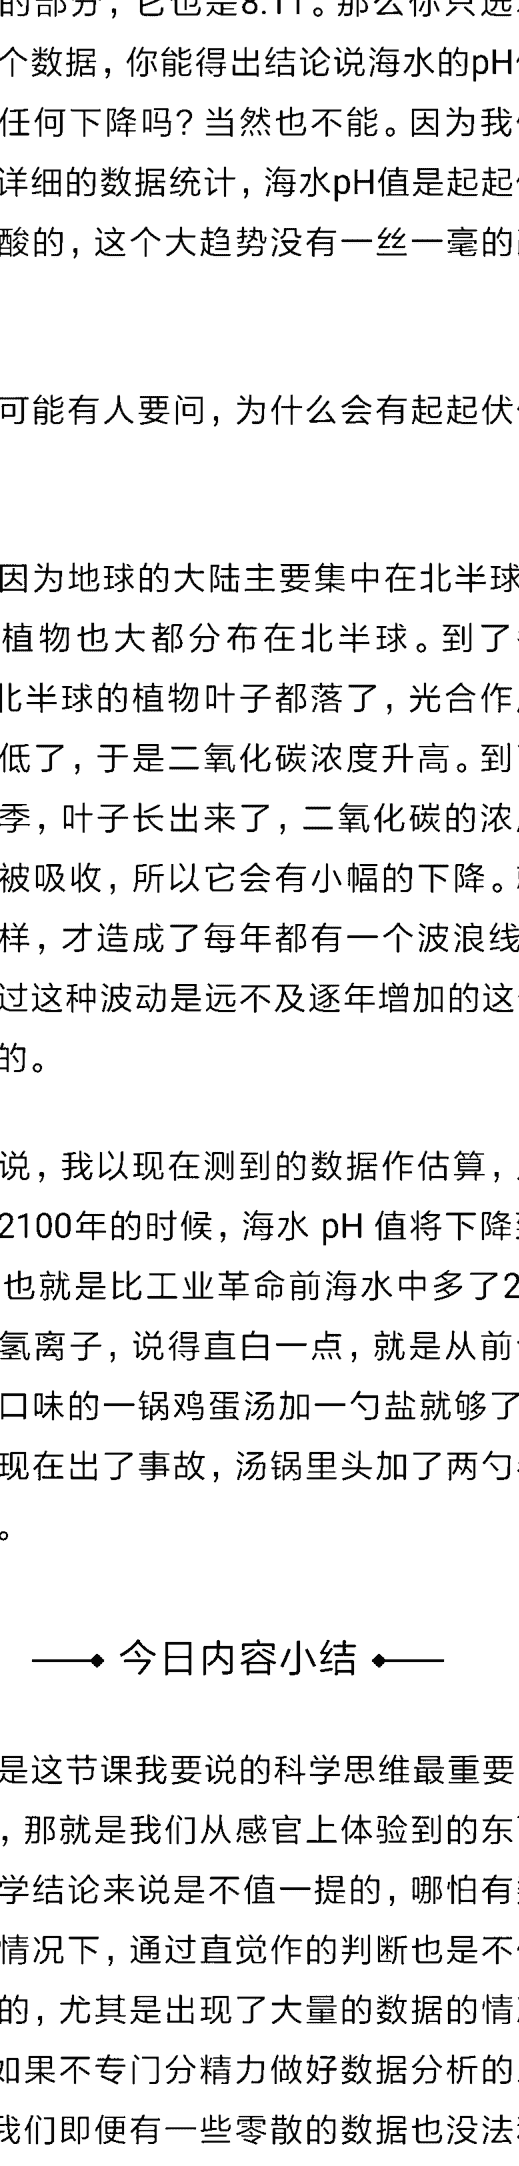 的部分，它也是8.11。那么你只选
个数据，你能得出结论说海水的pH
任何下降吗？当然也不能。因为我
详细的数据统计，海水pH值是起起
酸的，这个大趋势没有一丝一毫的
可能有人要问，为什么会有起起伏
因为地球的大陆主要集中在北半球
植物也大都分布在北半球。到了
北半球的植物叶子都落了，光合作
低了，于是二氧化碳浓度升高。到
季，叶子长出来了，二氧化碳的浓
被吸收，所以它会有小幅的下降。
样，才造成了每年都有一个波浪线
过这种波动是远不及逐年增加的这
的。
说，我以现在测到的数据作估算，
2100年的时候，海水 pH 值将下降
也就是比工业革命前海水中多了2
氢离子，说得直白一点，就是从前
口味的一锅鸡蛋汤加一勺盐就够了
现在出了事故，汤锅里头加了两勺
。
今日内容小结
是这节课我要说的科学思维最重要
，那就是我们从感官上体验到的东
学结论来说是不值一提的，哪怕有
情况下，通过直觉作的判断也是不
的，尤其是出现了大量的数据的情
如果不专门分精力做好数据分析的
我们即便有一些零散的数据也没法